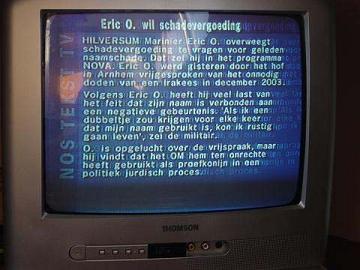 Eric O. wil schadevergoeding
HILVERSUM Marinier Eric O. overweegt
schadevergoeding te vragen voor geleden
naamschade. Dat zei hij in het programma
NOVA. Eric O. werd gisteren door het hof
in Arnhem vrijgesproken van het onnodig
doden van een Irakees in december 2003.
Volgens Eric O. heeft hij veel last van
het feit dat zijn naam is verbonden aan
een negatieve gebeurtenis. 'Als ik een
dubbeltje zou krijgen voor elke keer
dat mijn naam gebruikt is, kon ik rustig
gaan leven', zei de militair.
O. is opgelucht over de vrijspraak, maar
hij vindt dat het OM hem ten onrechte
heeft gebruikt als proefkonijn in een
politiek jurdisch proces.
NOS TEKST TV
THOMSON